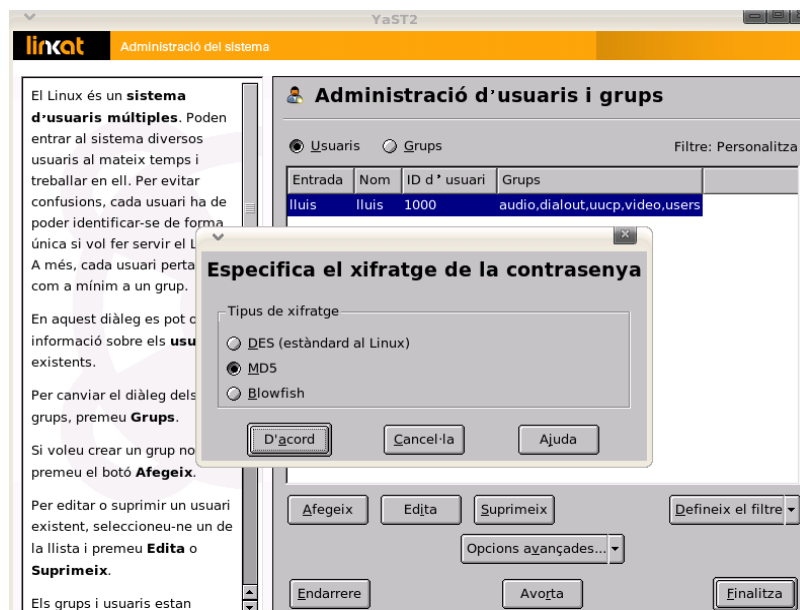 YaST2
linkat Administració del sistema
El Linux és un sistema
d'usuaris múltiples. Poden
entrar al sistema diversos
usuaris al mateix temps i
treballar en ell. Per evitar
confusions, cada usuari ha de
poder identificar-se de forma
única si vol fer servir el
A més, cada usuari
com a mínim a un grup.
En aquest diàleg es pot
informació sobre els
existents.
Per canviar el diàleg dels
grups, premeu Grups.
Si voleu crear un grup
premeu el botó Afegeix.
Per editar o suprimir un usuari
existent, seleccioneu-ne un de
la llista i premeu Edita o
Suprimeix.
Els grups i usuaris estan
Administració d'usuaris i grups
Usuaris Grups Filtre: Personalitza
Entrada Nom ID d'usuari Grups
lluis lluis 1000 audio,dialout,uucp,video,users
Especifica el xifratge de la contrasenya
Tipus de xifratge
DES (estàndard al Linux)
MD5
Blowfish
D'acord Cancel·la Ajuda
Afegeix Edita Suprimeix Defineix el filtre
Opcions avançades...
Endarrere Avorta Finalitza